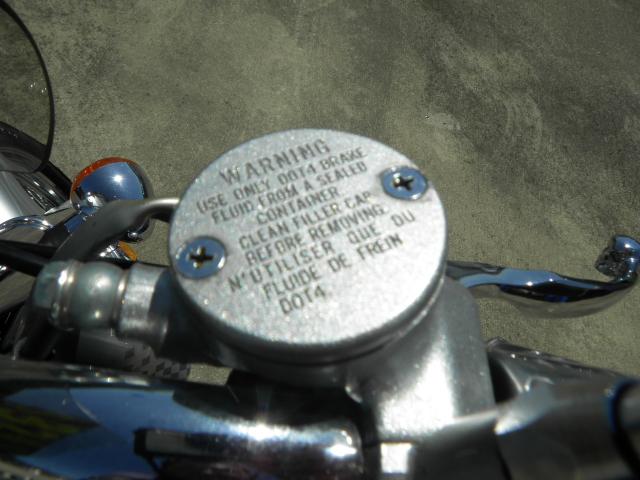 WARNING
USE ONLY DOT4 BRAKE
FLUID FROM A SEALED
CONTAINER
CLEAN FILLER CAP
BEFORE REMOVING
N'UTILISER QUE DU
FLUIDE DE FREIN
DOT4